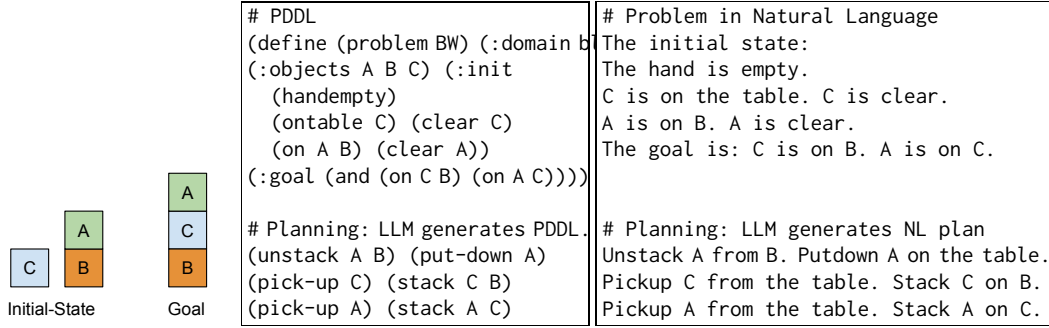 A
C
B
Initial-State
A
C
B
Goal
# PDDL
(define (problem BW) (:domain bl
(:objects A B C) (:init
(handempty)
(ontable C) (clear C)
(on A B) (clear A))
(:goal (and (on C B) (on A C))))
# Planning: LLM generates PDDL.
(unstack A B) (put-down A)
(pick-up C) (stack C B)
(pick-up A) (stack A C)
# Problem in Natural Language
The initial state:
The hand is empty.
C is on the table. C is clear.
A is on B. A is clear.
The goal is: C is on B. A is on C.
# Planning: LLM generates NL plan
Unstack A from B. Putdown A on the table.
Pickup C from the table. Stack C on B.
Pickup A from the table. Stack A on C.